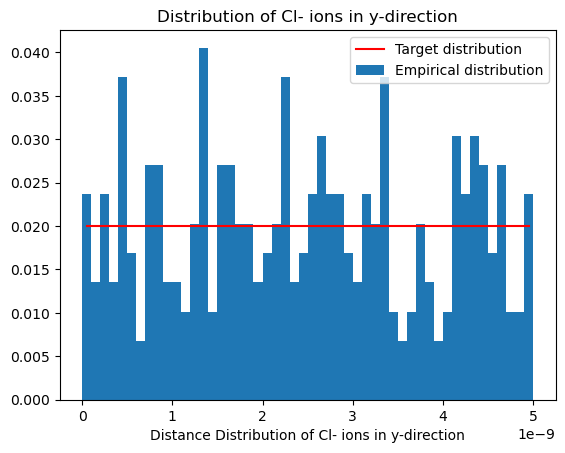 Distribution of Cl- ions in y-direction
Target distribution
Empirical distribution
0.040
0.035
0.030
0.025
0.020
0.015
0.010
0.005
0.000
0 1 2 3 4 5
1e−9
Distance Distribution of Cl- ions in y-direction